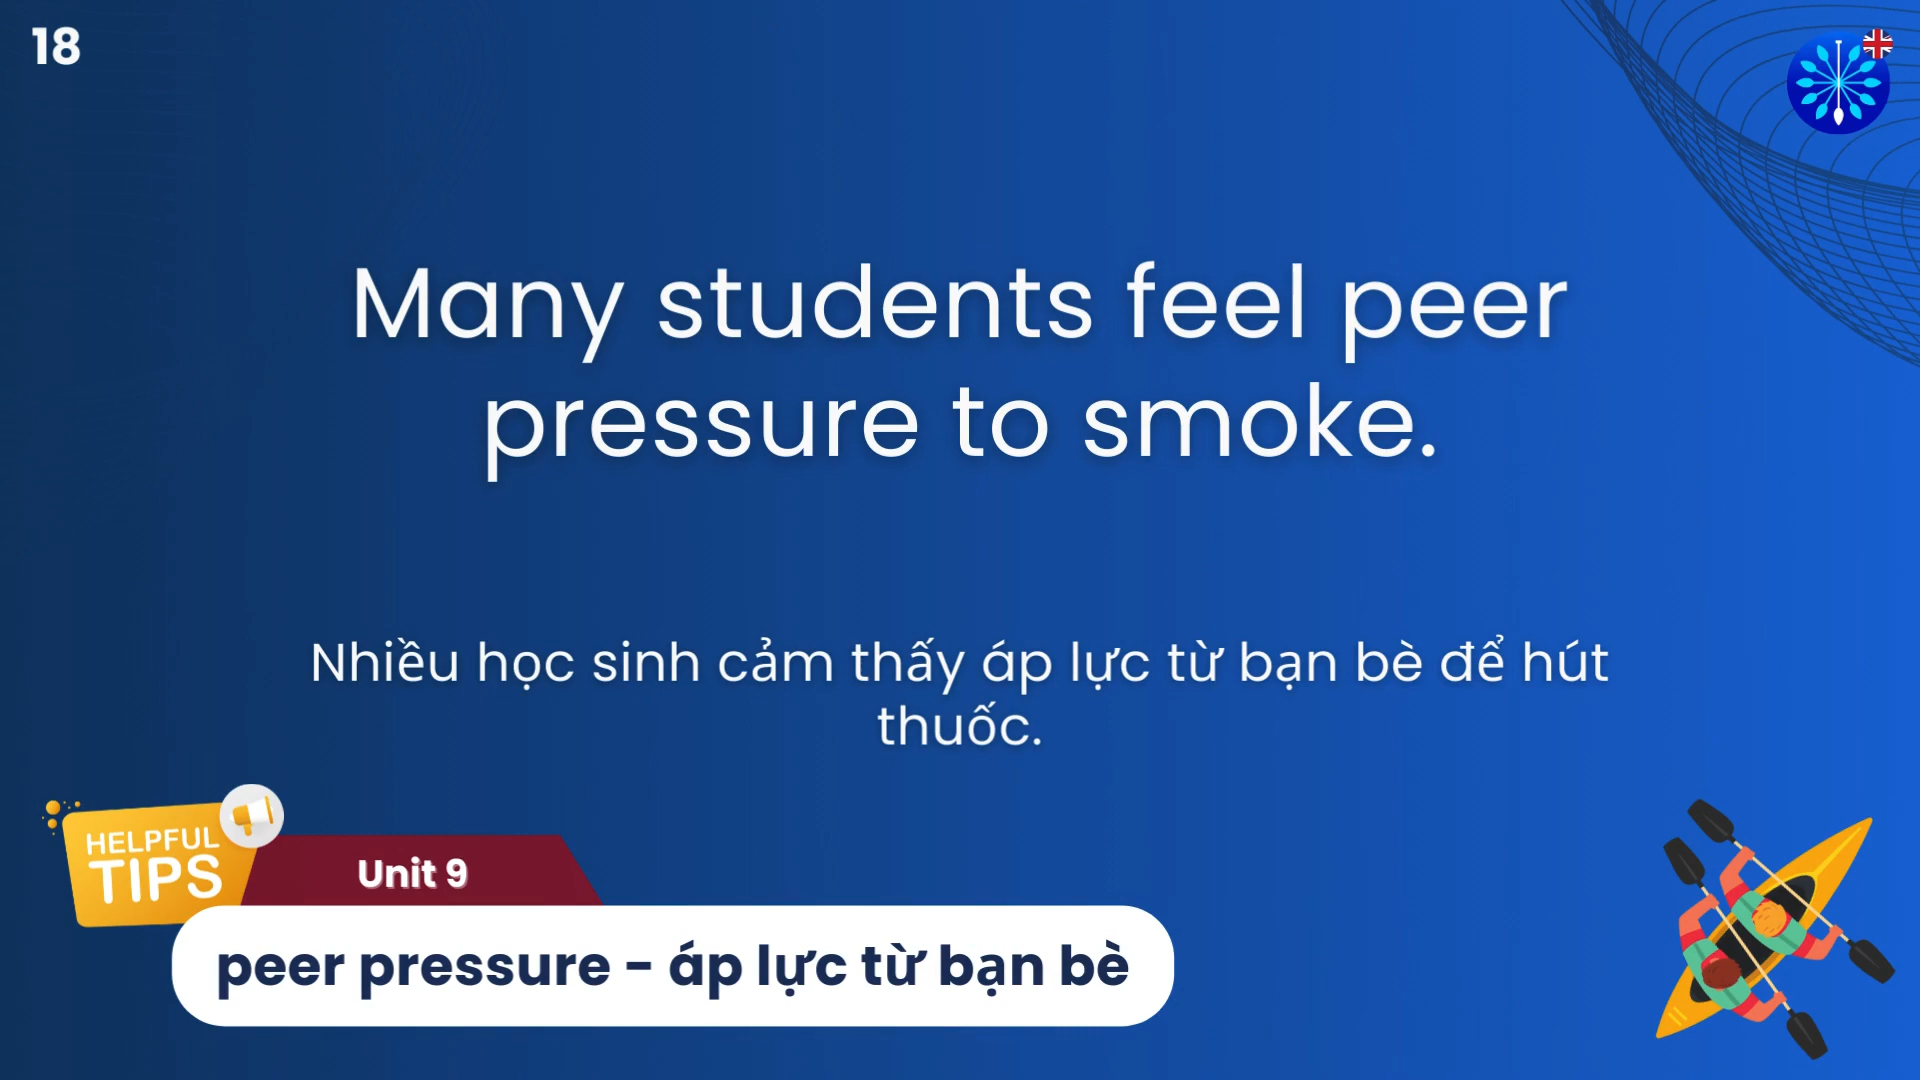 18
Many students feel peer
pressure to smoke.
Nhiều học sinh cảm thấy áp lực từ bạn bè để hút
thuốc.
HELPFUL
TIPS
Unit 9
peer pressure - áp lực từ bạn bè